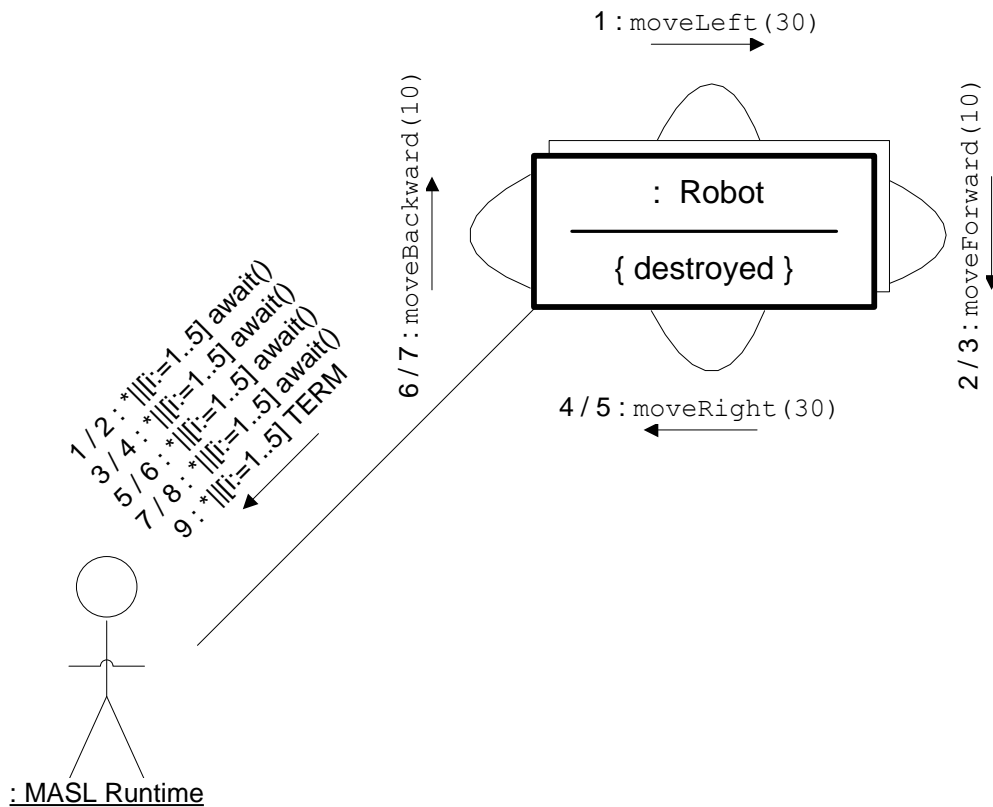 1 : moveLeft(30)
6 / 7 : moveBackward(10)
: Robot
{ destroyed }
2 / 3 : moveForward(10)
4 / 5 : moveRight(30)
1 / 2 : *||[i:=1..5] await()
3 / 4 : *||[i:=1..5] await()
5 / 6 : *||[i:=1..5] await()
7 / 8 : *||[i:=1..5] await()
9 : *||[i:=1..5] TERM
: MASL Runtime